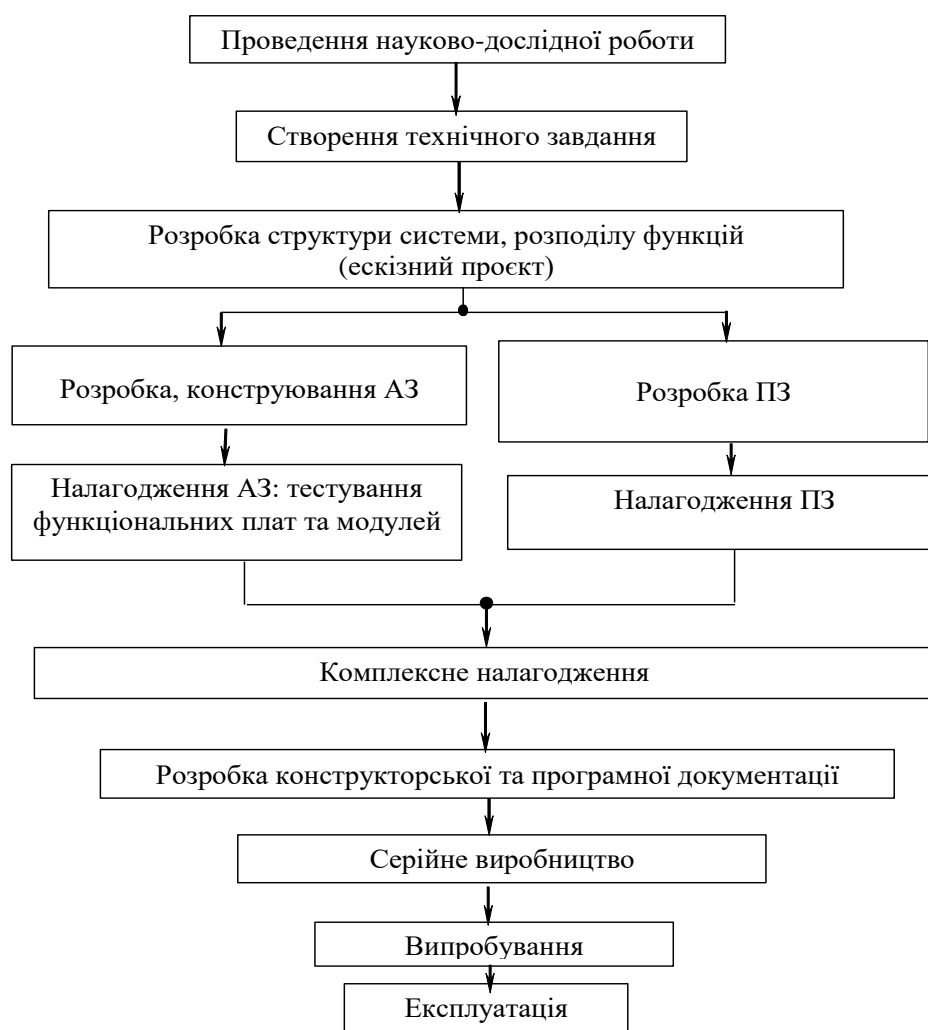 Проведення науково-дослідної роботи
Створення технічного завдання
Розробка структури системи, розподілу функцій
(ескізний проєкт)
Розробка, конструювання АЗ
Розробка ПЗ
Налагодження АЗ: тестування
функціональних плат та модулей
Налагодження ПЗ
Комплексне налагодження
Розробка конструкторської та програмної документації
Серійне виробництво
Випробування
Експлуатація